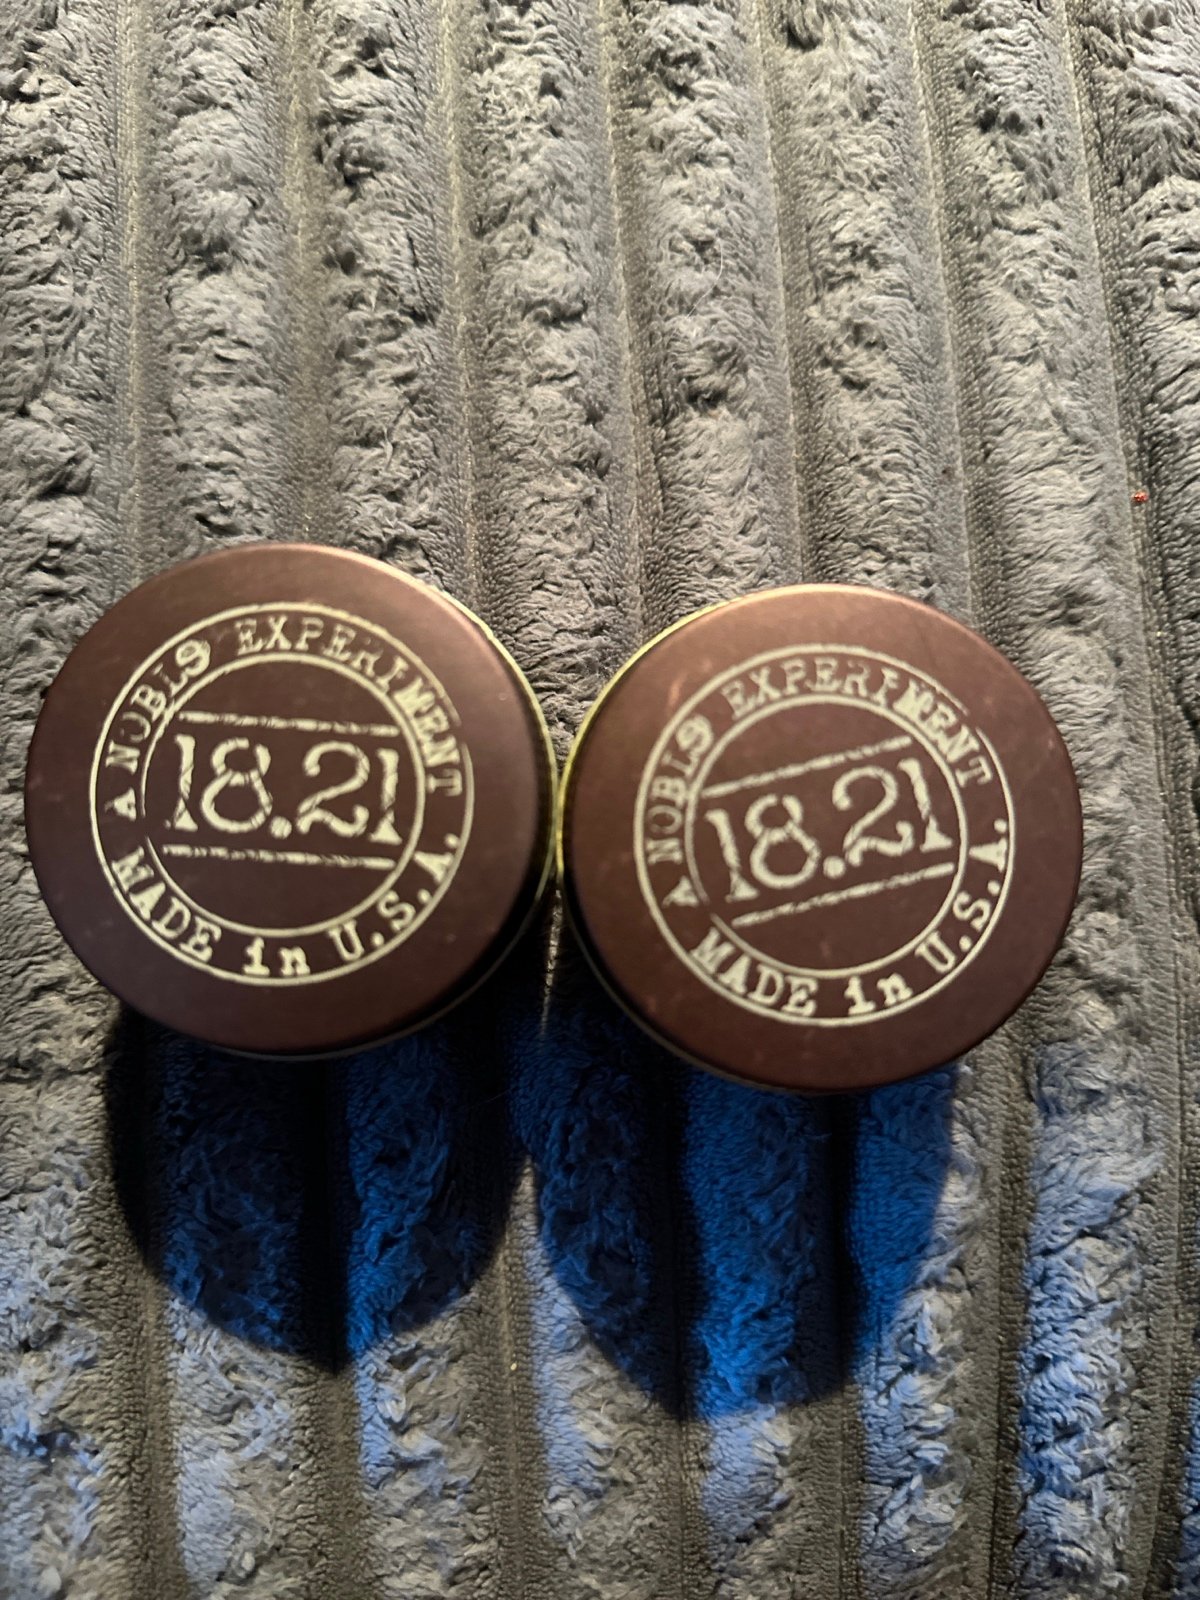 A NOBLE EXPERIMENT
18.21
MADE in U.S.A.
A NOBLE EXPERIMENT
18.21
MADE in U.S.A.